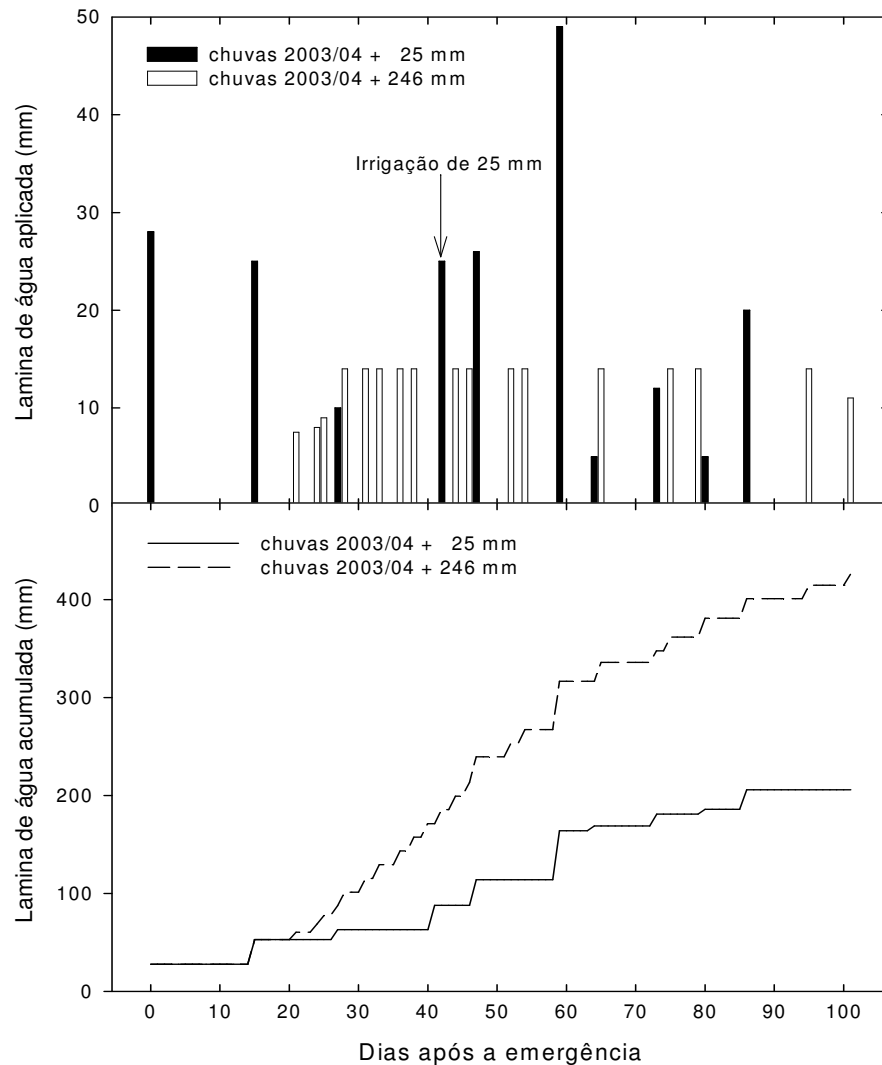 50
40
30
20
10
0
Lamina de água aplicada (mm)
chuvas 2003/04 + 25 mm
chuvas 2003/04 + 246 mm
Irrigação de 25 mm
400
300
200
100
0
Lamina de água acumulada (mm)
chuvas 2003/04 + 25 mm
chuvas 2003/04 + 246 mm
0 10 20 30 40 50 60 70 80 90 100
Dias após a emergência